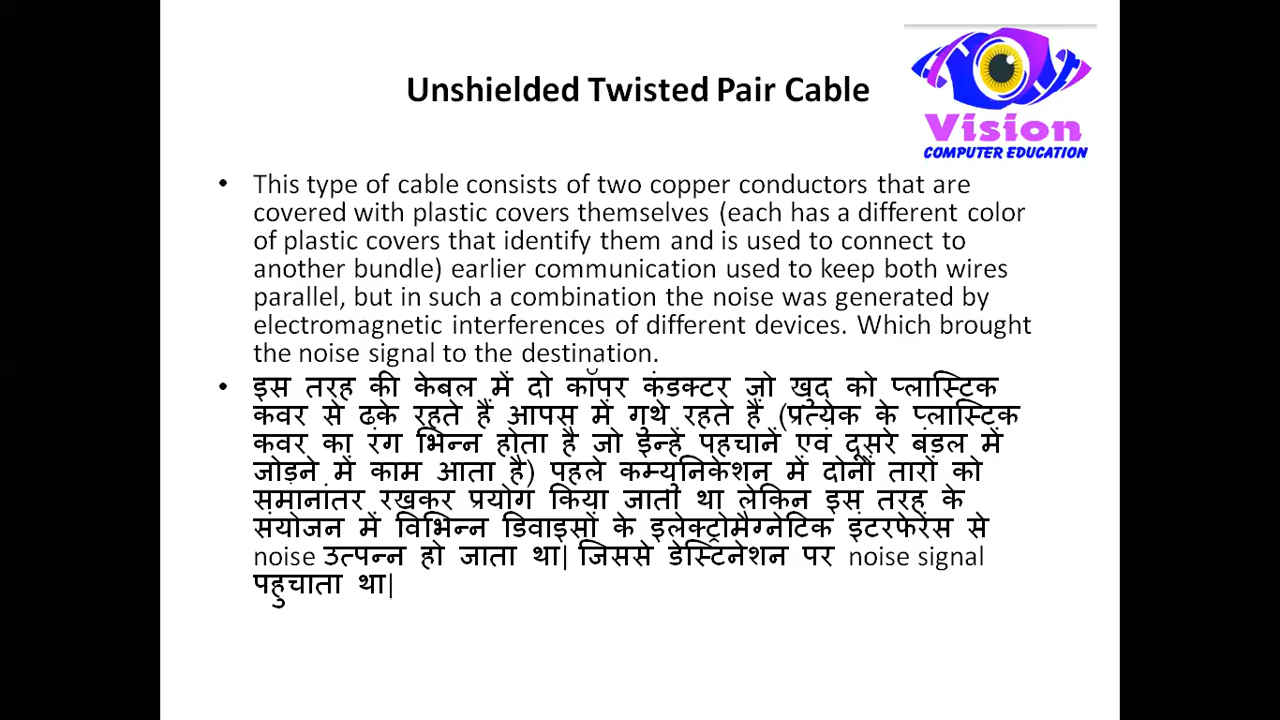 Unshielded Twisted Pair Cable
Vision
COMPUTER EDUCATION
• This type of cable consists of two copper conductors that are
covered with plastic covers themselves (each has a different color
of plastic covers that identify them and is used to connect to
another bundle) earlier communication used to keep both wires
parallel, but in such a combination the noise was generated by
electromagnetic interferences of different devices. Which brought
the noise signal to the destination.
• इस तरह की केबल में दो कॉपर कंडक्टर जो खुद को प्लास्टिक
कवर से ढके रहते हैं आपस में गुथे रहते हैं (प्रत्येक के प्लास्टिक
कवर का रंग भिन्न होता है जो इन्हें पहचानें एवं दूसरे बंडल में
जोड़ने में काम आता है) पहले कम्युनिकेशन में दोनों तारों को
समानांतर रखकर प्रयोग किया जाता था लेकिन इस तरह के
संयोजन में विभिन्न डिवाइसों के इलेक्ट्रोमैग्नेटिक इंटरफेरेंस से
noise उत्पन्न हो जाता था| जिससे डेस्टिनेशन पर noise signal
पहुचाता था|